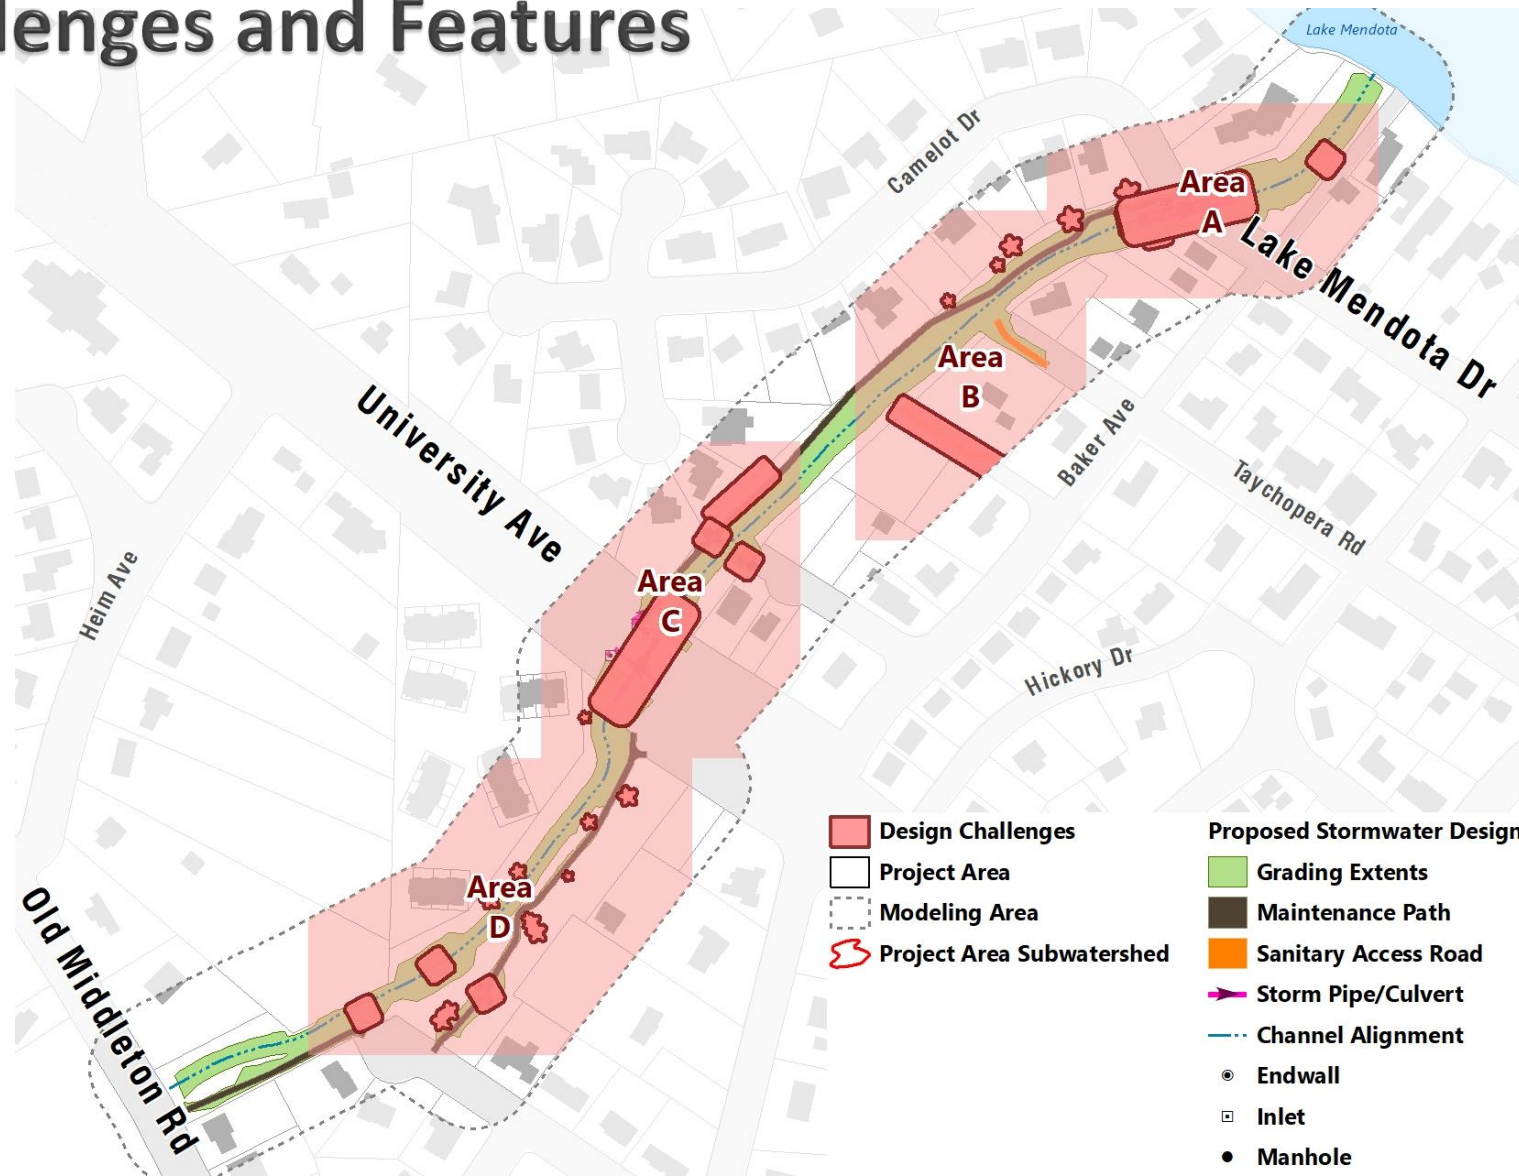 lenges and Features
Lake Mendota
Camelot Dr
Area
A
Lake Mendota Dr
Area
B
University Ave
Baker Ave
Taychopera Rd
Heim Ave
Area
C
Hickory Dr
Area
D
Old Middleton Rd
Design Challenges
Project Area
Modeling Area
Project Area Subwatershed
Proposed Stormwater Design
Grading Extents
Maintenance Path
Sanitary Access Road
Storm Pipe/Culvert
Channel Alignment
Endwall
Inlet
Manhole